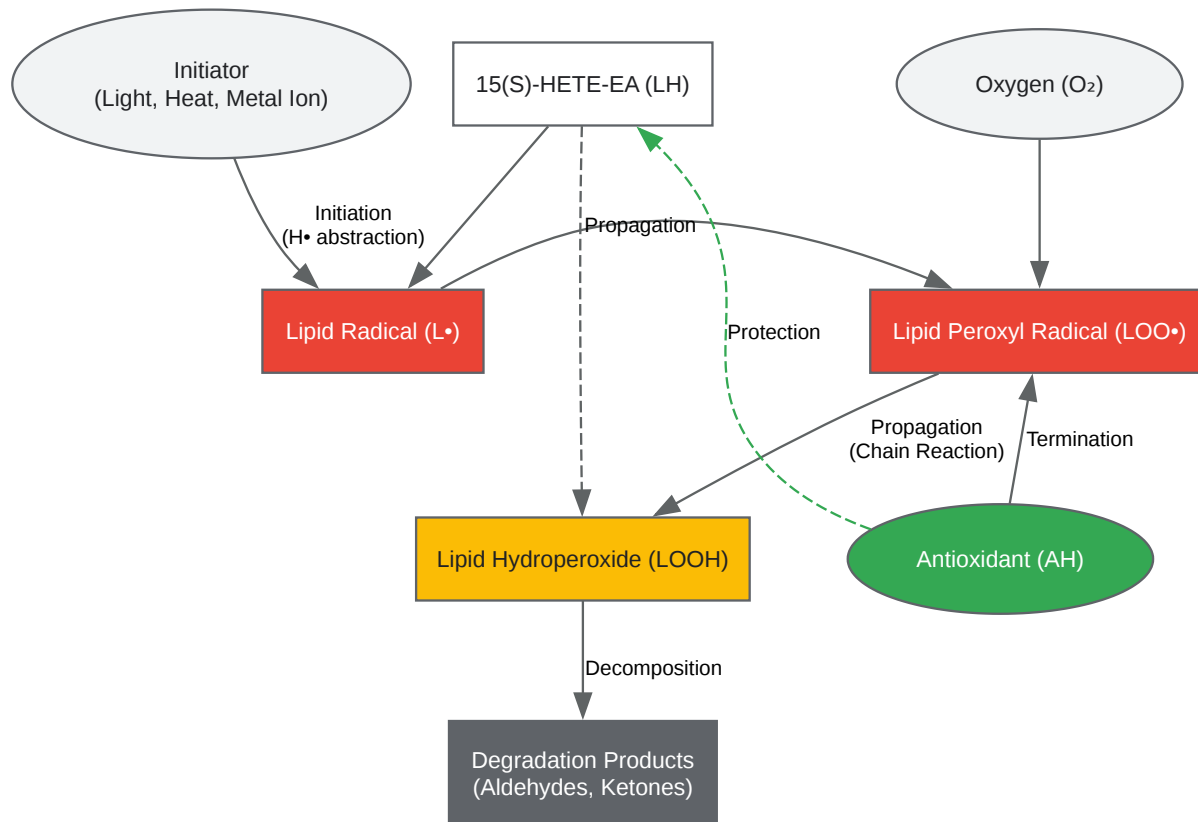 Initiator
(Light, Heat, Metal Ion)
15(S)-HETE-EA (LH)
Oxygen (O₂)
Initiation
(H• abstraction)
Propagation
Lipid Radical (L•)
Protection
Lipid Peroxyl Radical (LOO•)
Propagation
(Chain Reaction)
Termination
Lipid Hydroperoxide (LOOH)
Antioxidant (AH)
Decomposition
Degradation Products
(Aldehydes, Ketones)